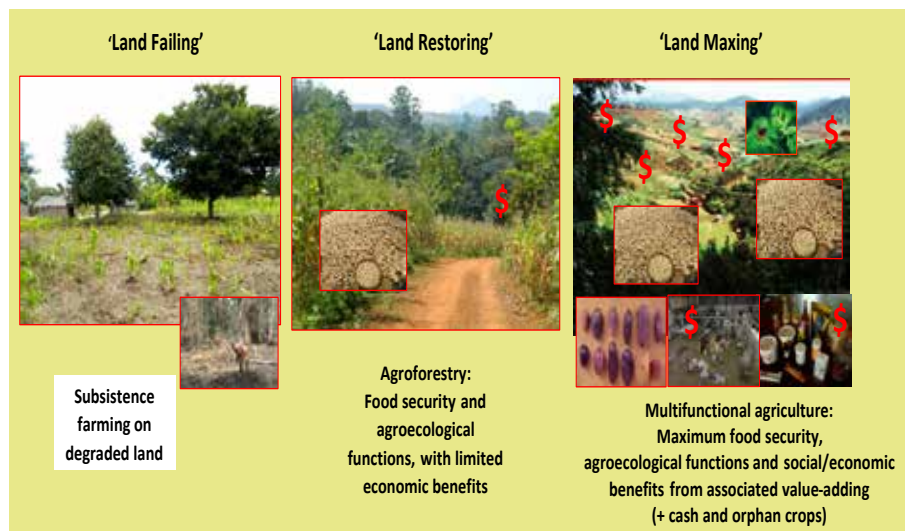 ‘Land Failing’
‘Land Restoring’
‘Land Maxing’
$
$
$
$
$
$
$
$
Subsistence
farming on
degraded land
Agroforestry:
Food security and
agroecological
functions, with limited
economic benefits
Multifunctional agriculture:
Maximum food security,
agroecological functions and social/economic
benefits from associated value-adding
(+ cash and orphan crops)